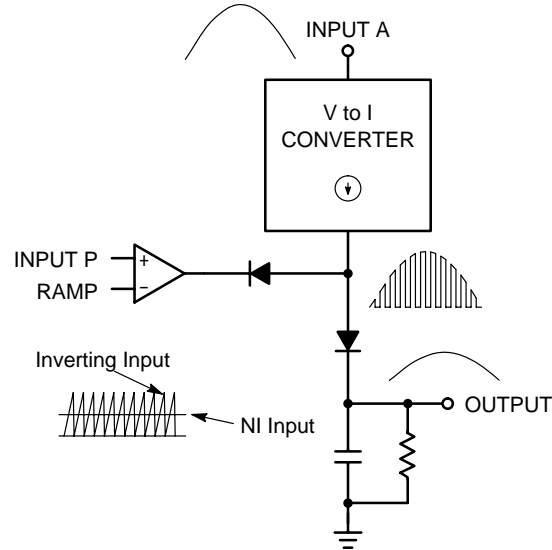 INPUT A
V to I
CONVERTER
INPUT P
+
RAMP
−
Inverting Input
NI Input
OUTPUT